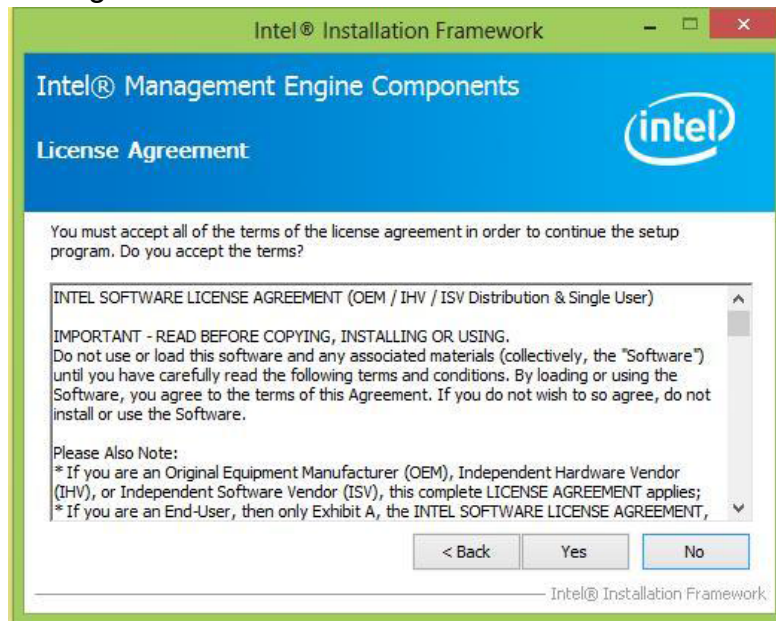 Intel® Installation Framework
Intel® Management Engine Components
intel
License Agreement
You must accept all of the terms of the license agreement in order to continue the setup
program. Do you accept the terms?
INTEL SOFTWARE LICENSE AGREEMENT (OEM / IHV / ISV Distribution & Single User)
IMPORTANT - READ BEFORE COPYING, INSTALLING OR USING.
Do not use or load this software and any associated materials (collectively, the "Software")
until you have carefully read the following terms and conditions. By loading or using the
Software, you agree to the terms of this Agreement. If you do not wish to so agree, do not
install or use the Software.
Please Also Note:
* If you are an Original Equipment Manufacturer (OEM), Independent Hardware Vendor
(IHV), or Independent Software Vendor (ISV), this complete LICENSE AGREEMENT applies;
* If you are an End-User, then only Exhibit A, the INTEL SOFTWARE LICENSE AGREEMENT,
< Back
Yes
No
Intel® Installation Framework